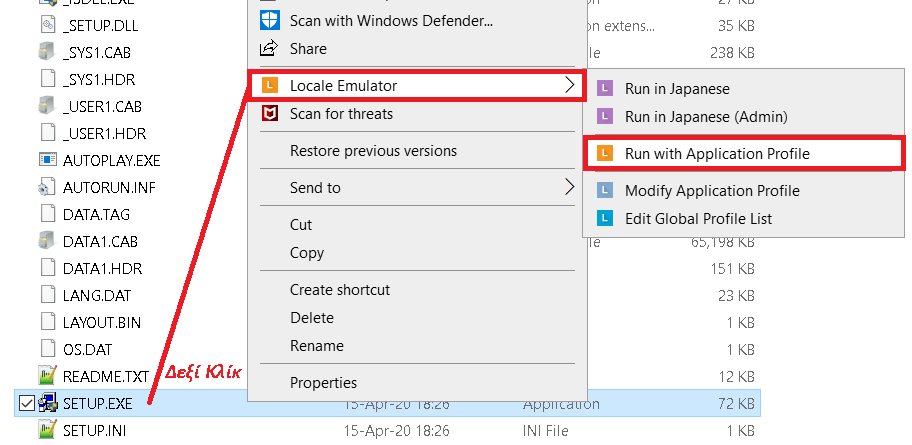 _ISDEL.EXE 27 KB
_SETUP.DLL on extens... 35 KB
_SYS1.CAB le 238 KB
_SYS1.HDR
_USER1.CAB
_USER1.HDR
AUTOPLAY.EXE
AUTORUN.INF
DATA.TAG
DATA1.CAB le 65,198 KB
DATA1.HDR 151 KB
LANG.DAT 23 KB
LAYOUT.BIN 1 KB
OS.DAT 1 KB
README.TXT 1 KB
Δεξί Κλίκ
SETUP.EXE 15-Apr-20 18:26 Application 72 KB
SETUP.INI 15-Apr-20 18:26 INI File 1 KB
Scan with Windows Defender...
Share
Locale Emulator
Scan for threats
Restore previous versions
Send to
Cut
Copy
Create shortcut
Delete
Rename
Properties
L Run in Japanese
L Run in Japanese (Admin)
L Run with Application Profile
L Modify Application Profile
L Edit Global Profile List